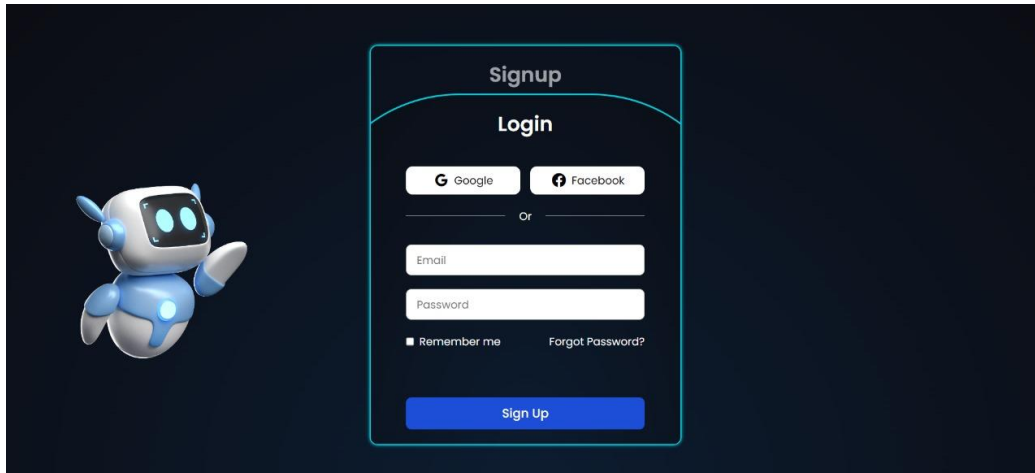 Signup
Login
Google Facebook
Or
Email
Password
Remember me Forgot Password?
Sign Up